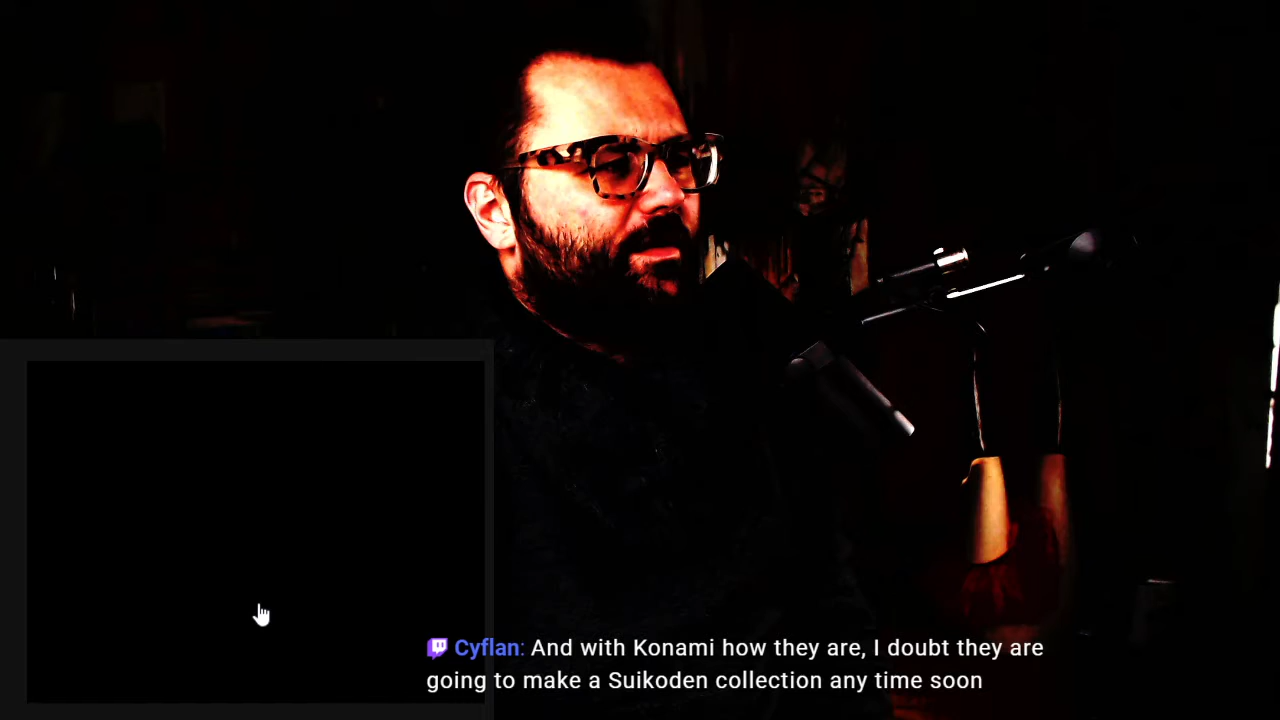 Cyflan: And with Konami how they are, I doubt they are
going to make a Suikoden collection any time soon